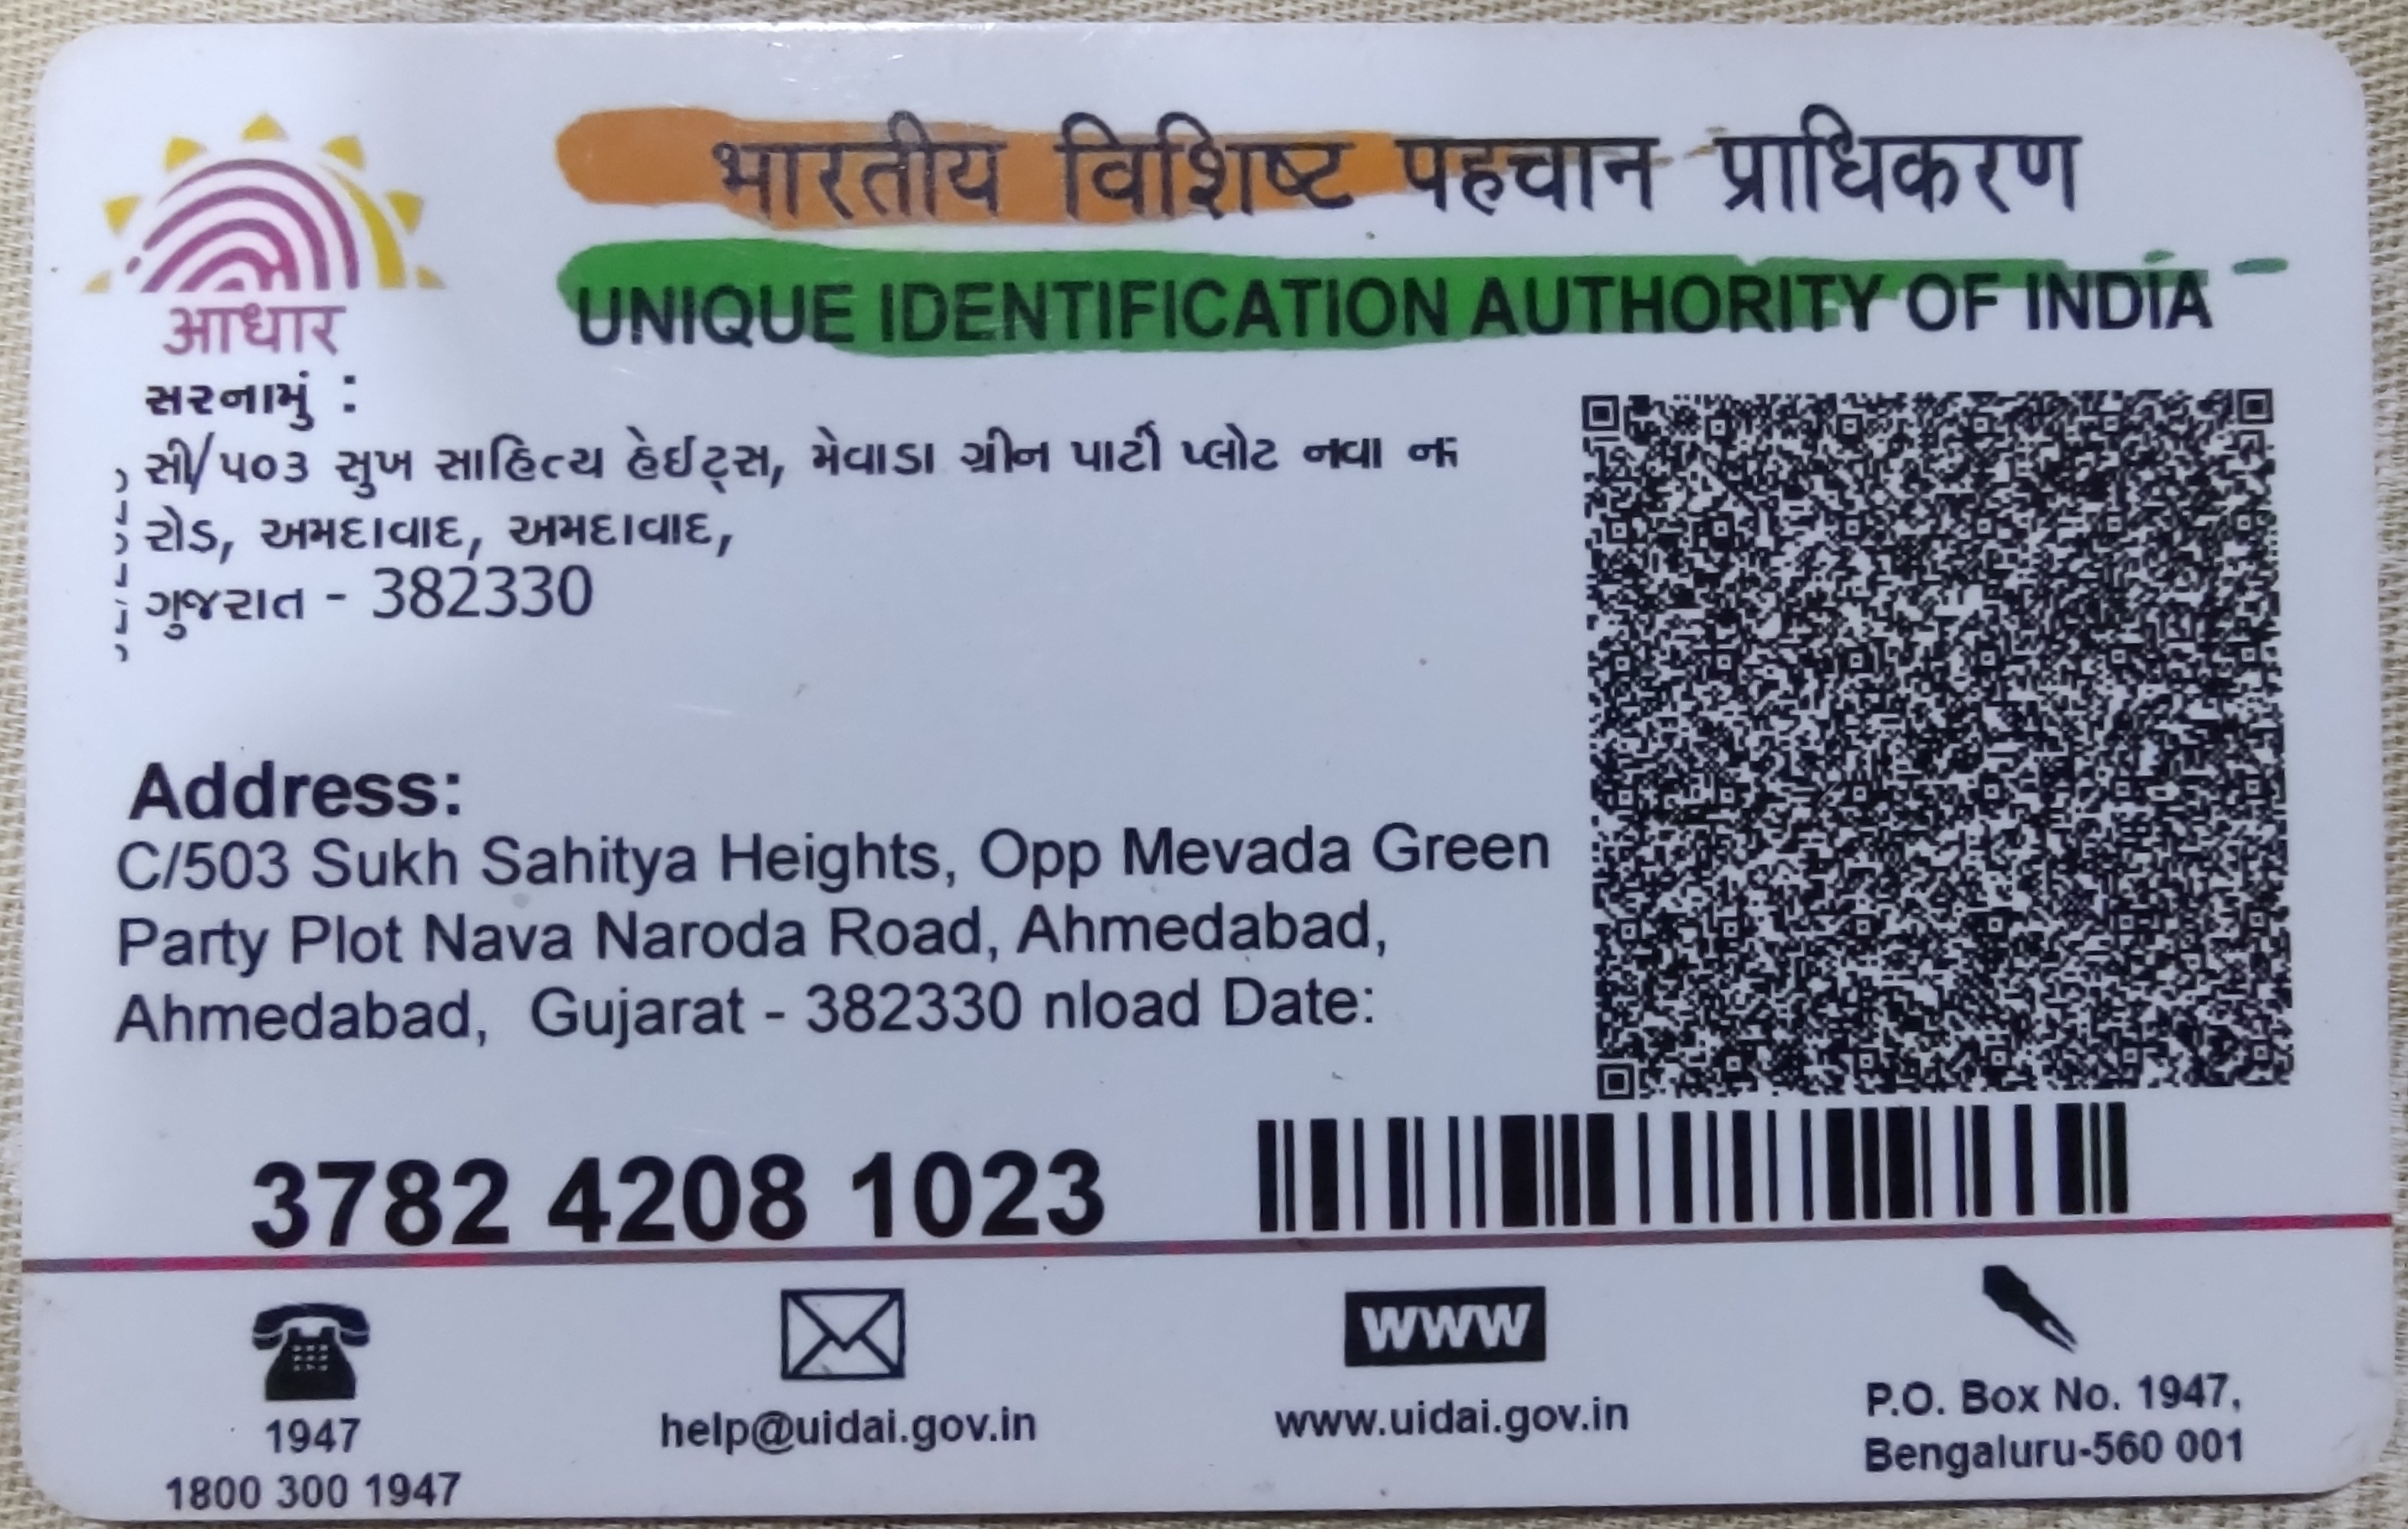 भारतीय विशिष्ट पहचान प्राधिकरण
UNIQUE IDENTIFICATION AUTHORITY OF INDIA
आधार
સરનામું :
સી/૫૦૩ સુખ સાહિત્ય હેઈટ્સ, મેવાડા ગ્રીન પાર્ટી પ્લોટ નવા
રોડ, અમદાવાદ, અમદાવાદ,
ગુજરાત - 382330
Address:
C/503 Sukh Sahitya Heights, Opp Mevada Green
Party Plot Nava Naroda Road, Ahmedabad,
Ahmedabad, Gujarat - 382330 nload Date:
3782 4208 1023
1947
1800 300 1947
help@uidai.gov.in
WWW
www.uidai.gov.in
P.O. Box No. 1947,
Bengaluru-560 001